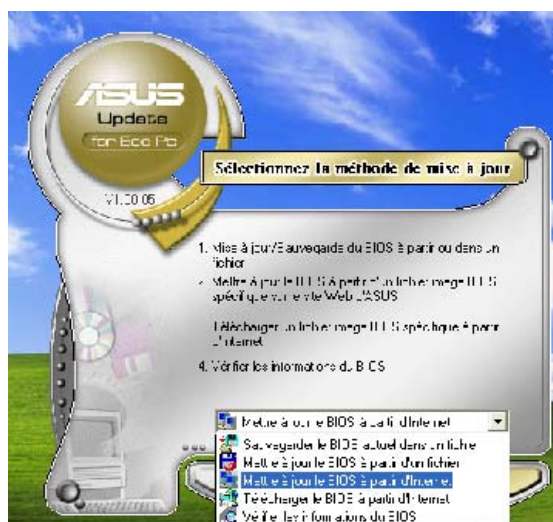 ASUS
Update
for Eee Pc
V1.00.05
Sélectionnez la méthode de mise à jour
1. Mise à jour/Sauvegarde du BIOS à partir ou dans un
fichier
2. Mettre à jour le BIOS à partir d'un fichier image BIOS
spécifique sur le site Web d'ASUS
Télécharger un fichier image BIOS spécifique à partir
d'Internet
4. Vérifier les informations du BIOS
Mettre à jour le BIOS à partir d'Internet
Sauvegarder le BIOS actuel dans un fichier
Mettre à jour le BIOS à partir d'un fichier
Mettre à jour le BIOS à partir d'Internet
Télécharger le BIOS à partir d'Internet
Vérifier les informations du BIOS